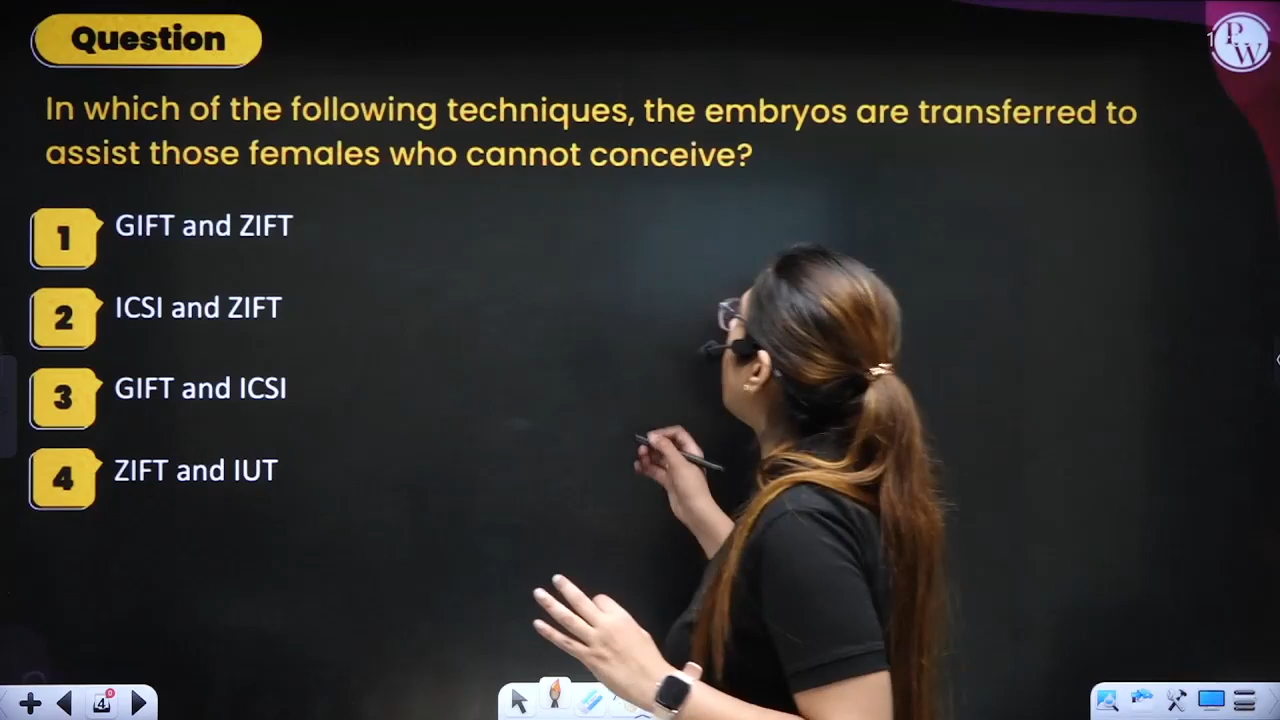 Question
In which of the following techniques, the embryos are transferred to
assist those females who cannot conceive?
1 GIFT and ZIFT
2 ICSI and ZIFT
3 GIFT and ICSI
4 ZIFT and IUT
PW